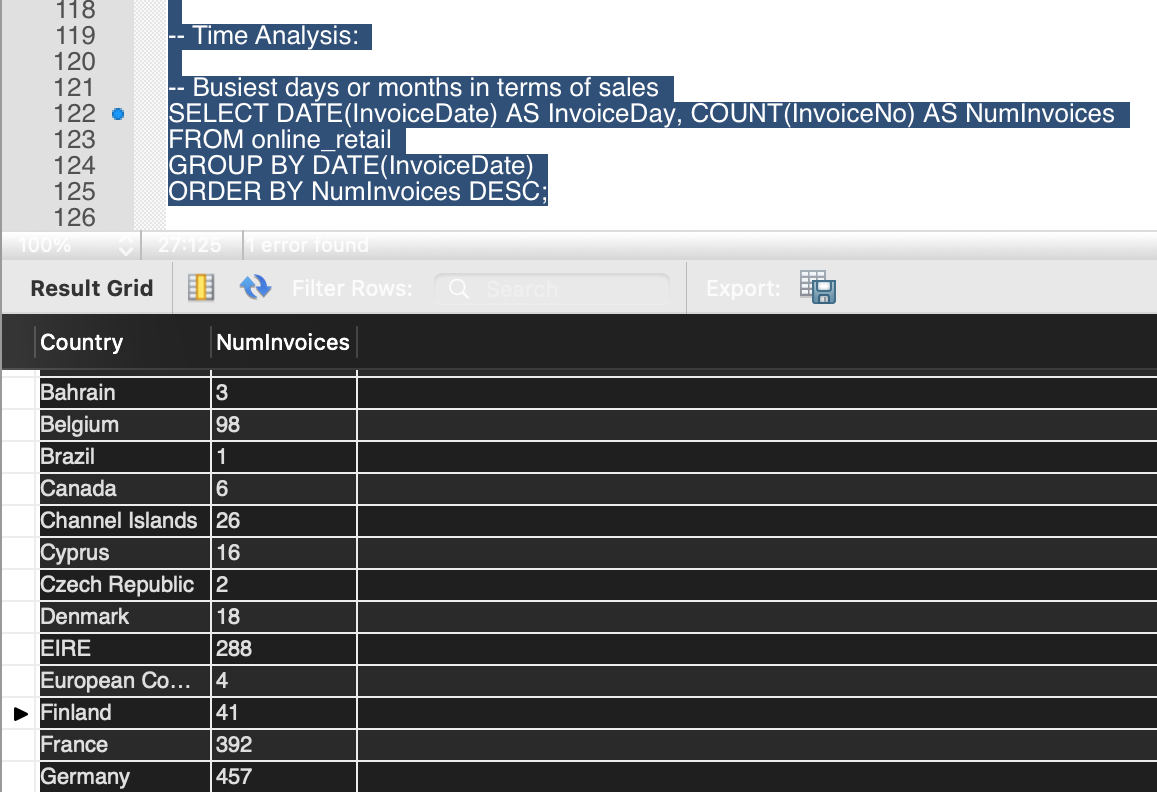 118
119 -- Time Analysis:
120
121 -- Busiest days or months in terms of sales
122 SELECT DATE(InvoiceDate) AS InvoiceDay, COUNT(InvoiceNo) AS NumInvoices
123 FROM online_retail
124 GROUP BY DATE(InvoiceDate)
125 ORDER BY NumInvoices DESC;
126
100% 27:125 1 error found
Result Grid Filter Rows: Search Export:
Country NumInvoices
Bahrain 3
Belgium 98
Brazil 1
Canada 6
Channel Islands 26
Cyprus 16
Czech Republic 2
Denmark 18
EIRE 288
European Co... 4
Finland 41
France 392
Germany 457